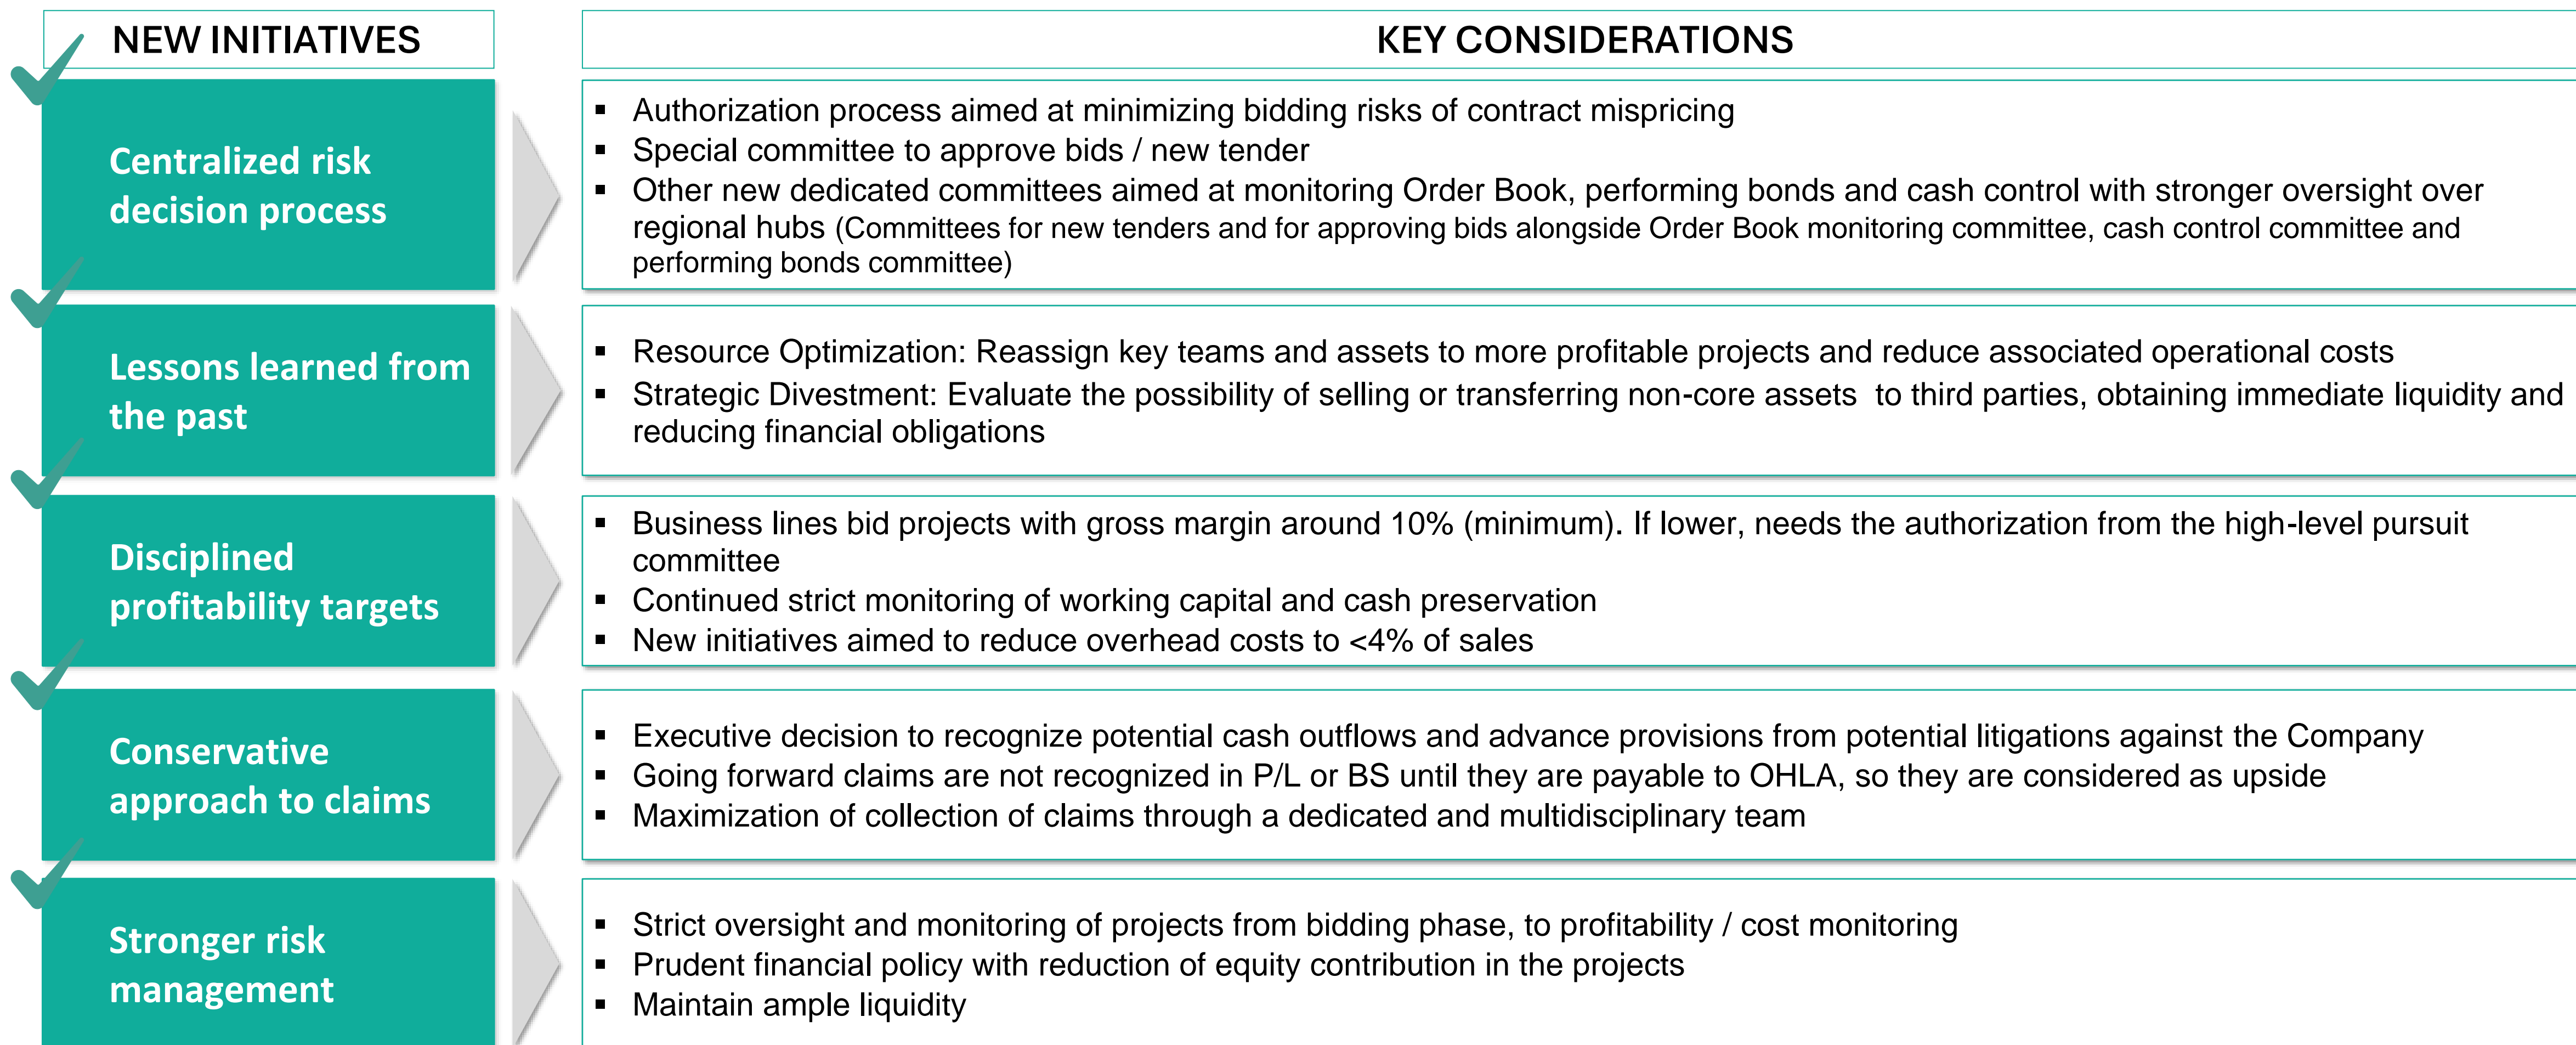 NEW INITIATIVES
KEY CONSIDERATIONS
Centralized risk
decision process
▪ Authorization process aimed at minimizing bidding risks of contract mispricing
▪ Special committee to approve bids / new tender
▪ Other new dedicated committees aimed at monitoring Order Book, performing bonds and cash control with stronger oversight over
regional hubs (Committees for new tenders and for approving bids alongside Order Book monitoring committee, cash control committee and
performing bonds committee)
Lessons learned from
the past
▪ Resource Optimization: Reassign key teams and assets to more profitable projects and reduce associated operational costs
▪ Strategic Divestment: Evaluate the possibility of selling or transferring non-core assets  to third parties, obtaining immediate liquidity and
reducing financial obligations
Disciplined
profitability targets
▪ Business lines bid projects with gross margin around 10% (minimum). If lower, needs the authorization from the high-level pursuit
committee
▪ Continued strict monitoring of working capital and cash preservation
▪ New initiatives aimed to reduce overhead costs to <4% of sales
Conservative
approach to claims
▪ Executive decision to recognize potential cash outflows and advance provisions from potential litigations against the Company
▪ Going forward claims are not recognized in P/L or BS until they are payable to OHLA, so they are considered as upside
▪ Maximization of collection of claims through a dedicated and multidisciplinary team
Stronger risk
management
▪ Strict oversight and monitoring of projects from bidding phase, to profitability / cost monitoring
▪ Prudent financial policy with reduction of equity contribution in the projects
▪ Maintain ample liquidity